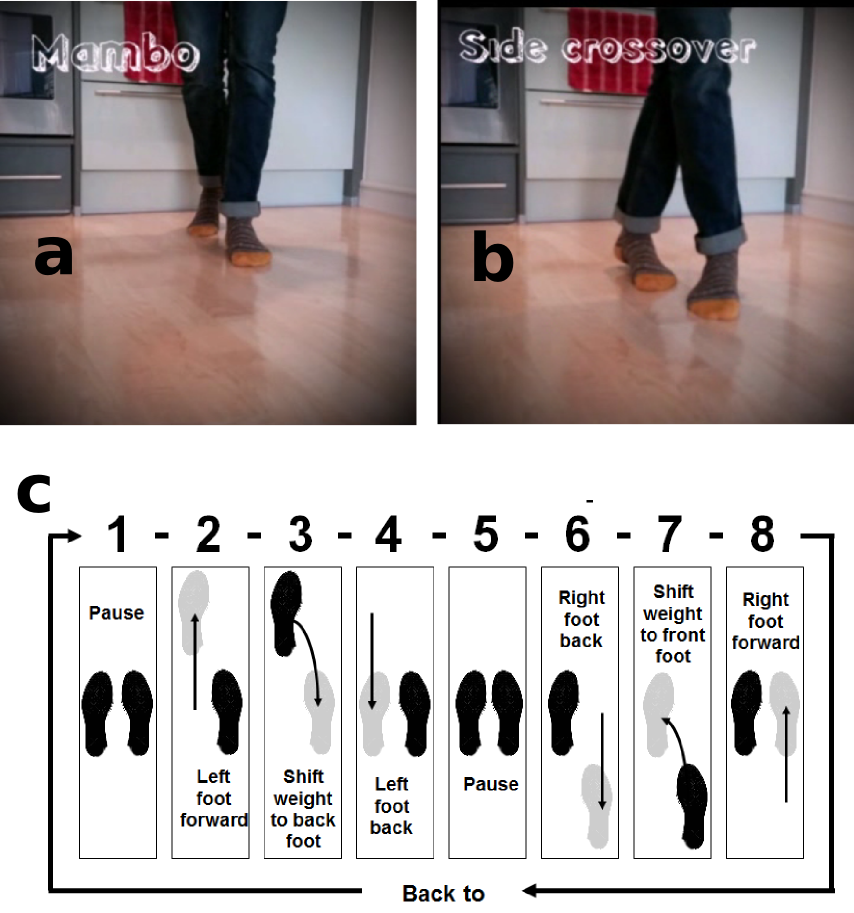 Mambo
Side crossover
a
b
c
1 - 2 - 3 - 4 - 5 - 6 - 7 - 8
Pause
Left
foot
forward
Shift
weight
to back
foot
Left
foot
back
Pause
Right
foot
back
Shift
weight
to front
foot
Right
foot
forward
Back to